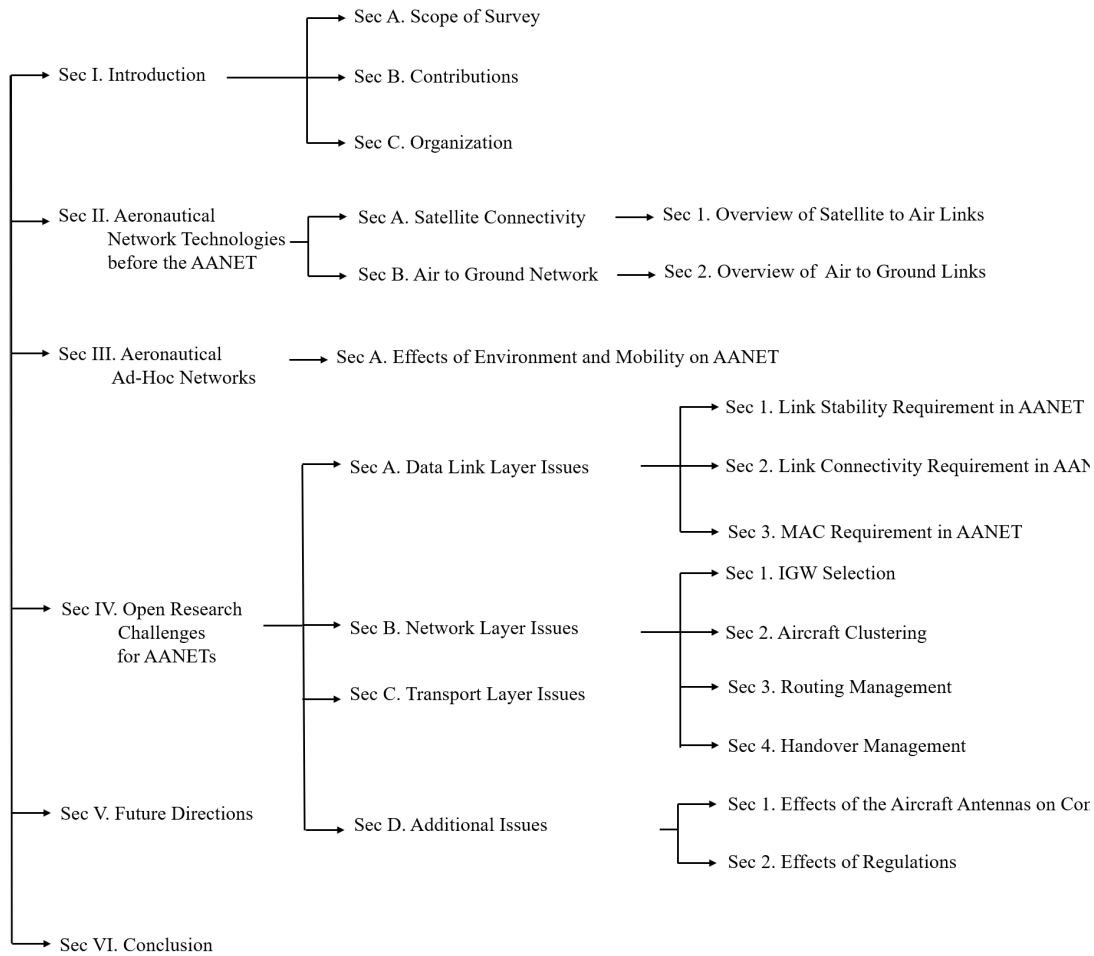 Sec I. Introduction
Sec A. Scope of Survey
Sec B. Contributions
Sec C. Organization
Sec II. Aeronautical
Network Technologies
before the AANET
Sec A. Satellite Connectivity
Sec 1. Overview of Satellite to Air Links
Sec B. Air to Ground Network
Sec 2. Overview of Air to Ground Links
Sec III. Aeronautical
Ad-Hoc Networks
Sec A. Effects of Environment and Mobility on AANET
Sec IV. Open Research
Challenges
for AANETs
Sec A. Data Link Layer Issues
Sec 1. Link Stability Requirement in AANET
Sec 2. Link Connectivity Requirement in
Sec 3. MAC Requirement in AANET
Sec B. Network Layer Issues
Sec 1. IGW Selection
Sec 2. Aircraft Clustering
Sec 3. Routing Management
Sec 4. Handover Management
Sec C. Transport Layer Issues
Sec D. Additional Issues
Sec 1. Effects of the Aircraft Antennas on
Sec 2. Effects of Regulations
Sec V. Future Directions
Sec VI. Conclusion